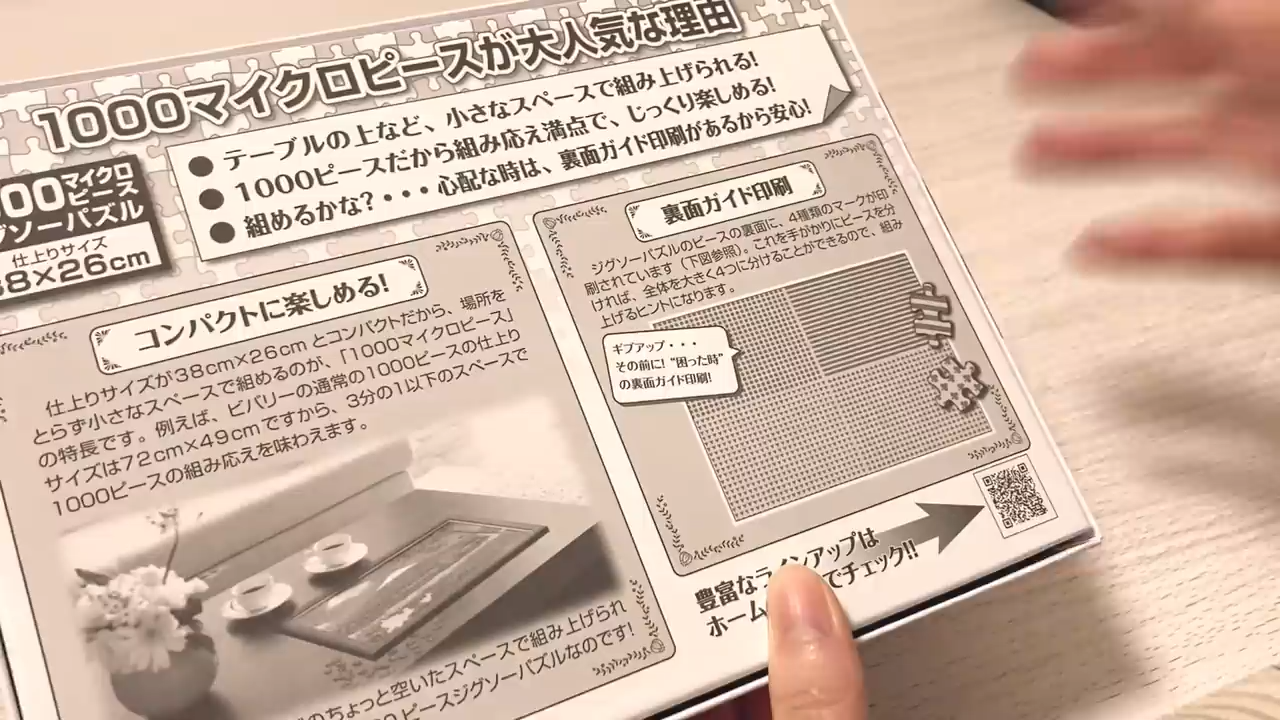 1000マイクロピースが大人気な理由
●テーブルの上など、小さなスペースで組み上げられる!
●1000ピースだから組み応え満点で、じっくり楽しめる!
●組めるかな?・・・心配な時は、裏面ガイド印刷があるから安心!
00マイクロ
ピース
グソーパズル
仕上りサイズ
38×26cm
コンパクトに楽しめる!
仕上りサイズが38cm×26cmとコンパクトだから、場所を
とらず小さなスペースで組めるのが、「1000マイクロピース」
の特長です。例えば、ビバリーの通常の1000ピースの仕上り
サイズは72cm×49cmですから、3分の1以下のスペースで
1000ピースの組み応えを味わえます。
のちょっと空いたスペースで組み上げられ
ピースジグソーパズルなのです!
裏面ガイド印刷
ジグソーパズルのピースの裏面に、4種類のマークが印
刷されています(下図参照)。これを手がかりにピースを分
ければ、全体を大きく4つに分けることができるので、組み
上げるヒントになります。
ギブアップ・・・
その前に!“困った時”
の裏面ガイド印刷!
豊富なラインアップは
ホーム でチェック!!